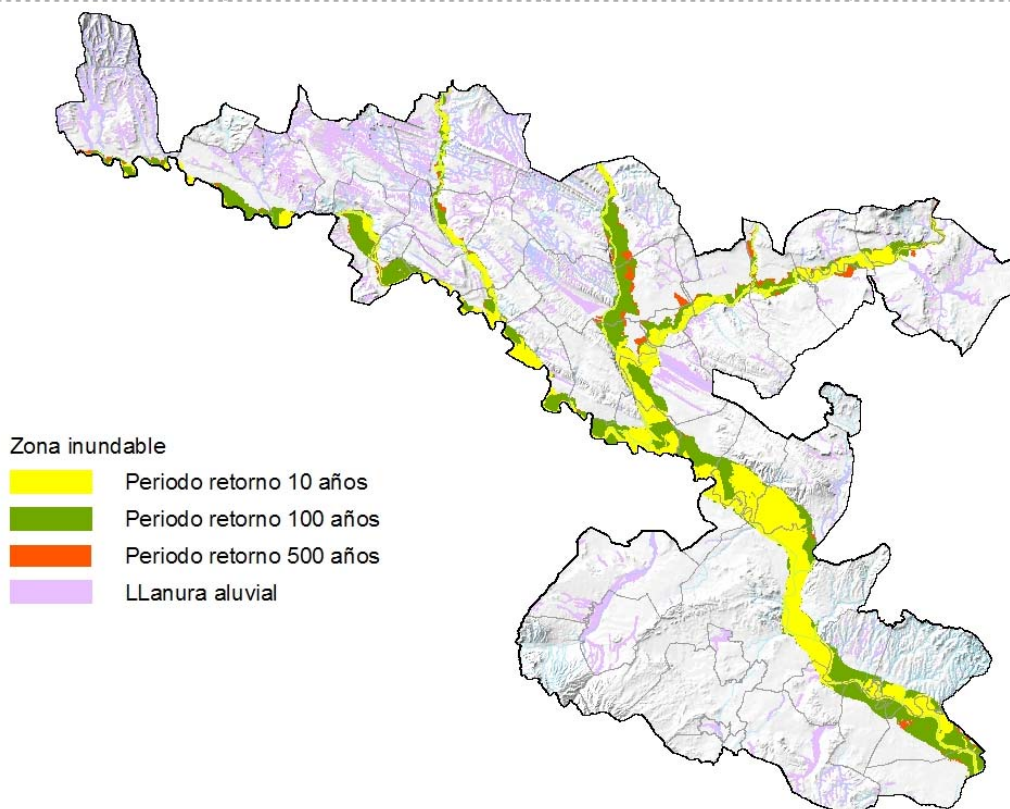 Zona inundable
Periodo retorno 10 años
Periodo retorno 100 años
Periodo retorno 500 años
LLanura aluvial